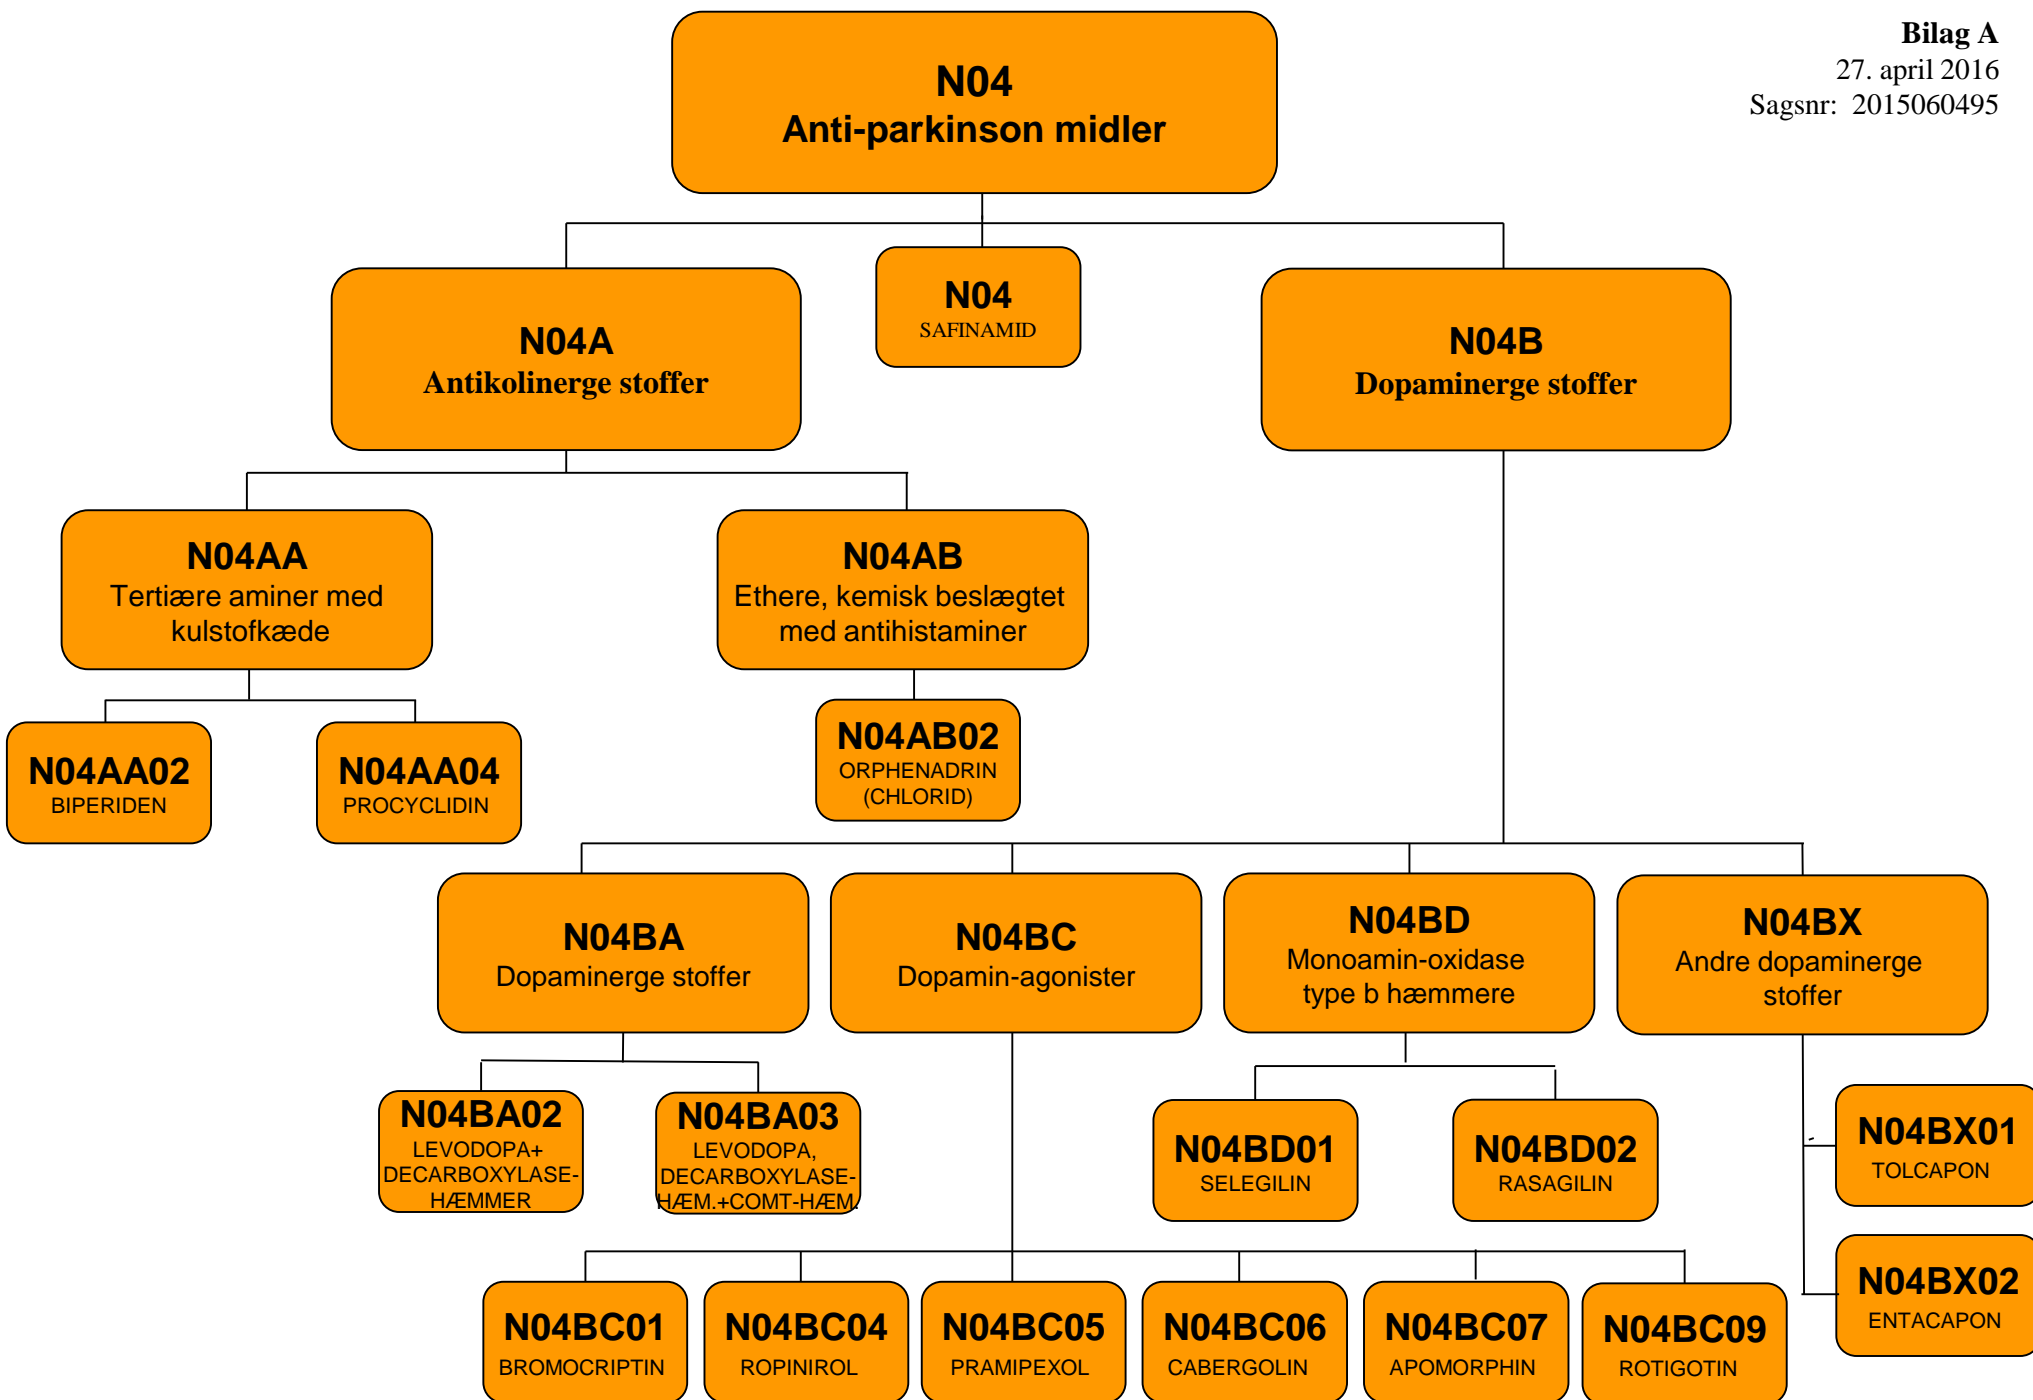 Bilag A
27. april 2016
Sagsnr: 2015060495
N04
Anti-parkinson midler
N04
SAFINAMID
N04A
Antikolinerge stoffer
N04B
Dopaminerge stoffer
N04AA
Tertiære aminer med
kulstofkæde
N04AB
Ethere, kemisk beslægtet
med antihistaminer
N04AA02
BIPERIDEN
N04AA04
PROCYCLIDIN
N04AB02
ORPHENADRIN
(CHLORID)
N04BA
Dopaminerge stoffer
N04BC
Dopamin-agonister
N04BD
Monoamin-oxidase
type b hæmmere
N04BX
Andre dopaminerge
stoffer
N04BA02
LEVODOPA+
DECARBOXYLASE-
HÆMMER
N04BA03
LEVODOPA,
DECARBOXYLASE-
HÆM.+COMT-HÆM.
N04BD01
SELEGILIN
N04BD02
RASAGILIN
N04BX01
TOLCAPON
N04BX02
ENTACAPON
N04BC01
BROMOCRIPTIN
N04BC04
ROPINIROL
N04BC05
PRAMIPEXOL
N04BC06
CABERGOLIN
N04BC07
APOMORPHIN
N04BC09
ROTIGOTIN